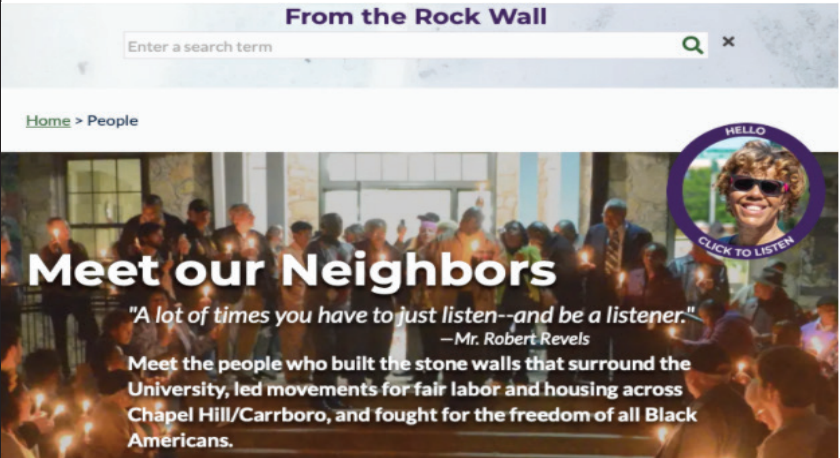 From the Rock Wall
Enter a search term
×
Home > People
HELLO
CLICK TO LISTEN
Meet our Neighbors
"A lot of times you have to just listen--and be a listener."
—Mr. Robert Revels
Meet the people who built the stone walls that surround the
University, led movements for fair labor and housing across
Chapel Hill/Carrboro, and fought for the freedom of all Black
Americans.